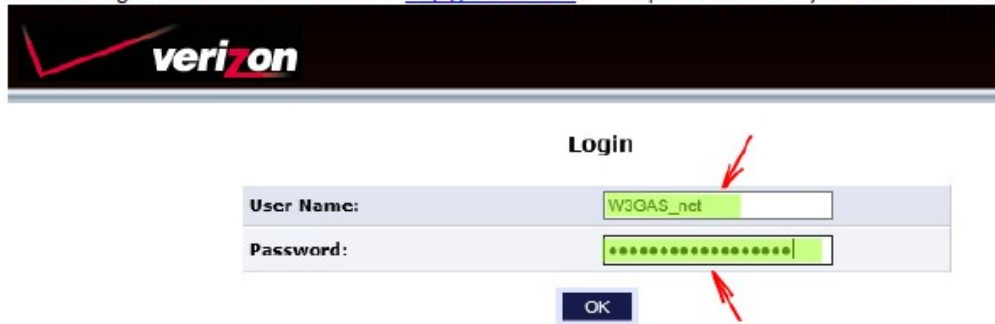 verizon
Login
User Name: W3GAS_net
Password: ••••••••••••••••••
OK